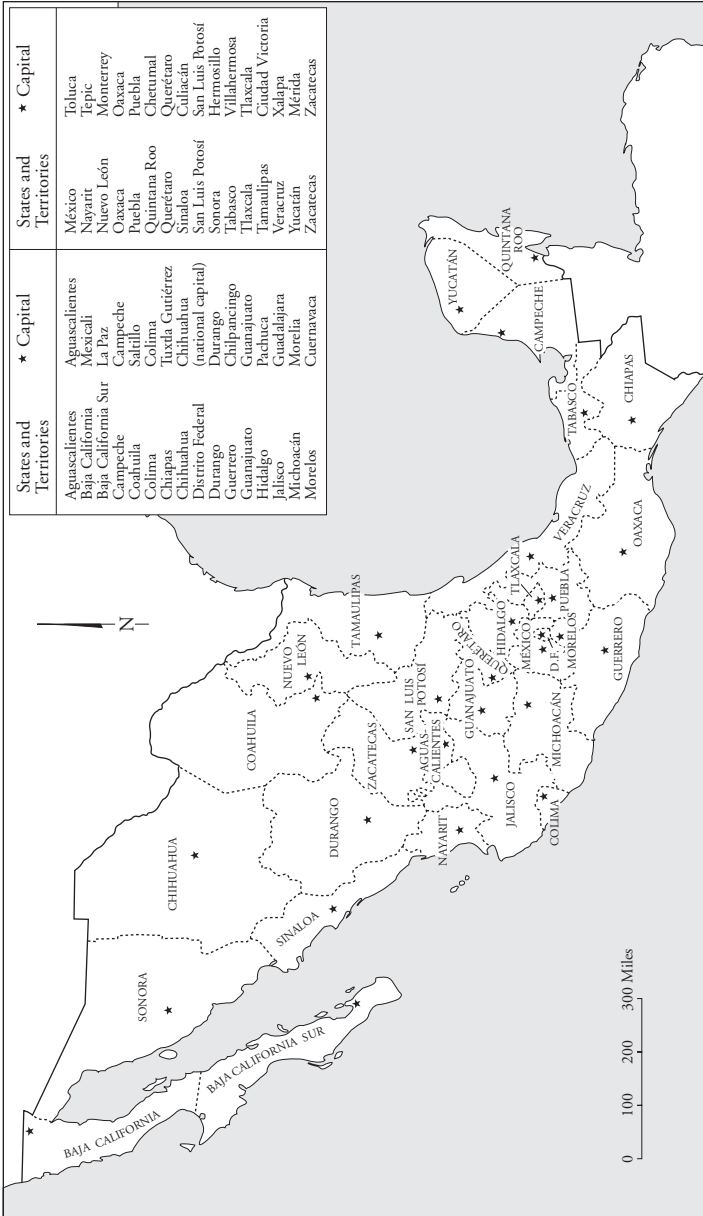 States and Territories ★ Capital States and Territories ★ Capital
Aguascalientes Aguascalientes México Toluca
Baja California Mexicali Nayarit Tepic
Baja California Sur La Paz Nuevo León Monterrey
Campeche Campeche Oaxaca Oaxaca
Coahuila Saltillo Puebla Puebla
Colima Colima Quintana Roo Chetumal
Chiapas Tuxtla Gutiérrez Querétaro Querétaro
Chihuahua Chihuahua Sinaloa Culiacán
Distrito Federal (national capital) San Luis Potosí San Luis Potosí
Durango Durango Sonora Hermosillo
Guerrero Chilpancingo Tabasco Villahermosa
Guanajuato Guanajuato Tlaxcala Tlaxcala
Hidalgo Pachuca Tamaulipas Ciudad Victoria
Jalisco Guadalajara Veracruz Xalapa
Michoacán Morelia Yucatán Mérida
Morelos Cuernavaca Zacatecas Zacatecas
N
BAJA CALIFORNIA
BAJA CALIFORNIA SUR
SONORA
CHIHUAHUA
COAHUILA
NUEVO
LEÓN
TAMAULIPAS
SINALOA
DURANGO
ZACATECAS
SAN LUIS
POTOSÍ
AGUAS-
CALIENTES
NAYARIT
JALISCO
GUANAJUATO
QUERÉTARO
HIDALGO
MÉXICO
D.F.
TLAXCALA
MORELOS
PUEBLA
VERACRUZ
COLIMA
MICHOACÁN
GUERRERO
OAXACA
TABASCO
CHIAPAS
CAMPECHE
YUCATÁN
QUINTANA
ROO
0 100 200 300 Miles